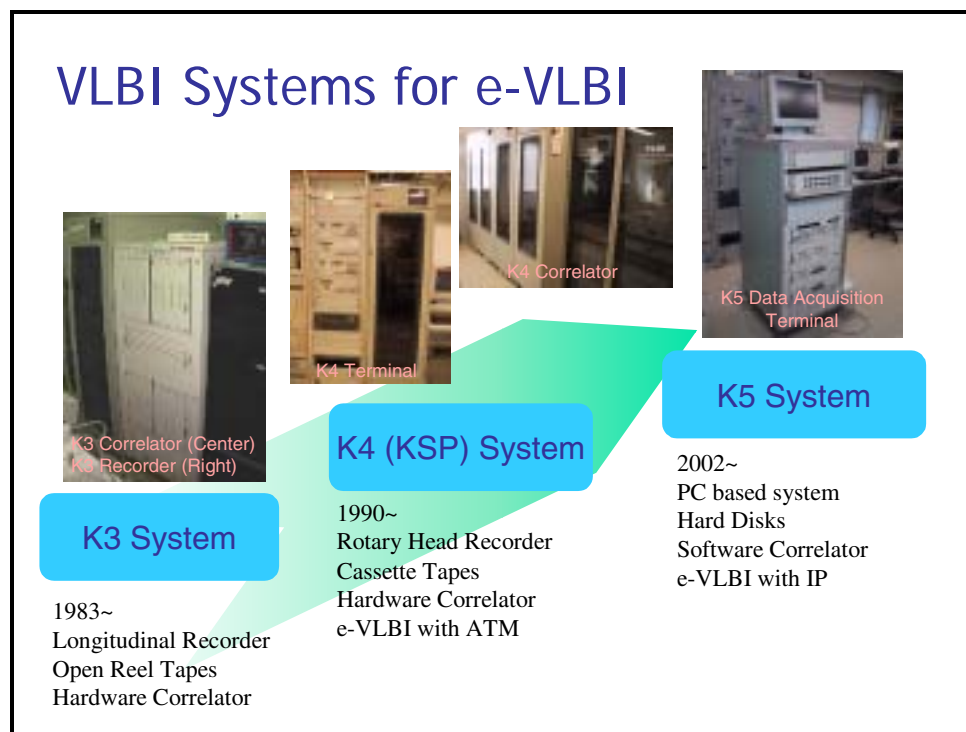 VLBI Systems for e-VLBI
K4 Correlator
K5 Data Acquisition
Terminal
K4 Terminal
K3 Correlator (Center)
K3 Recorder (Right)
K3 System
1983~
Longitudinal Recorder
Open Reel Tapes
Hardware Correlator
K4 (KSP) System
1990~
Rotary Head Recorder
Cassette Tapes
Hardware Correlator
e-VLBI with ATM
K5 System
2002~
PC based system
Hard Disks
Software Correlator
e-VLBI with IP